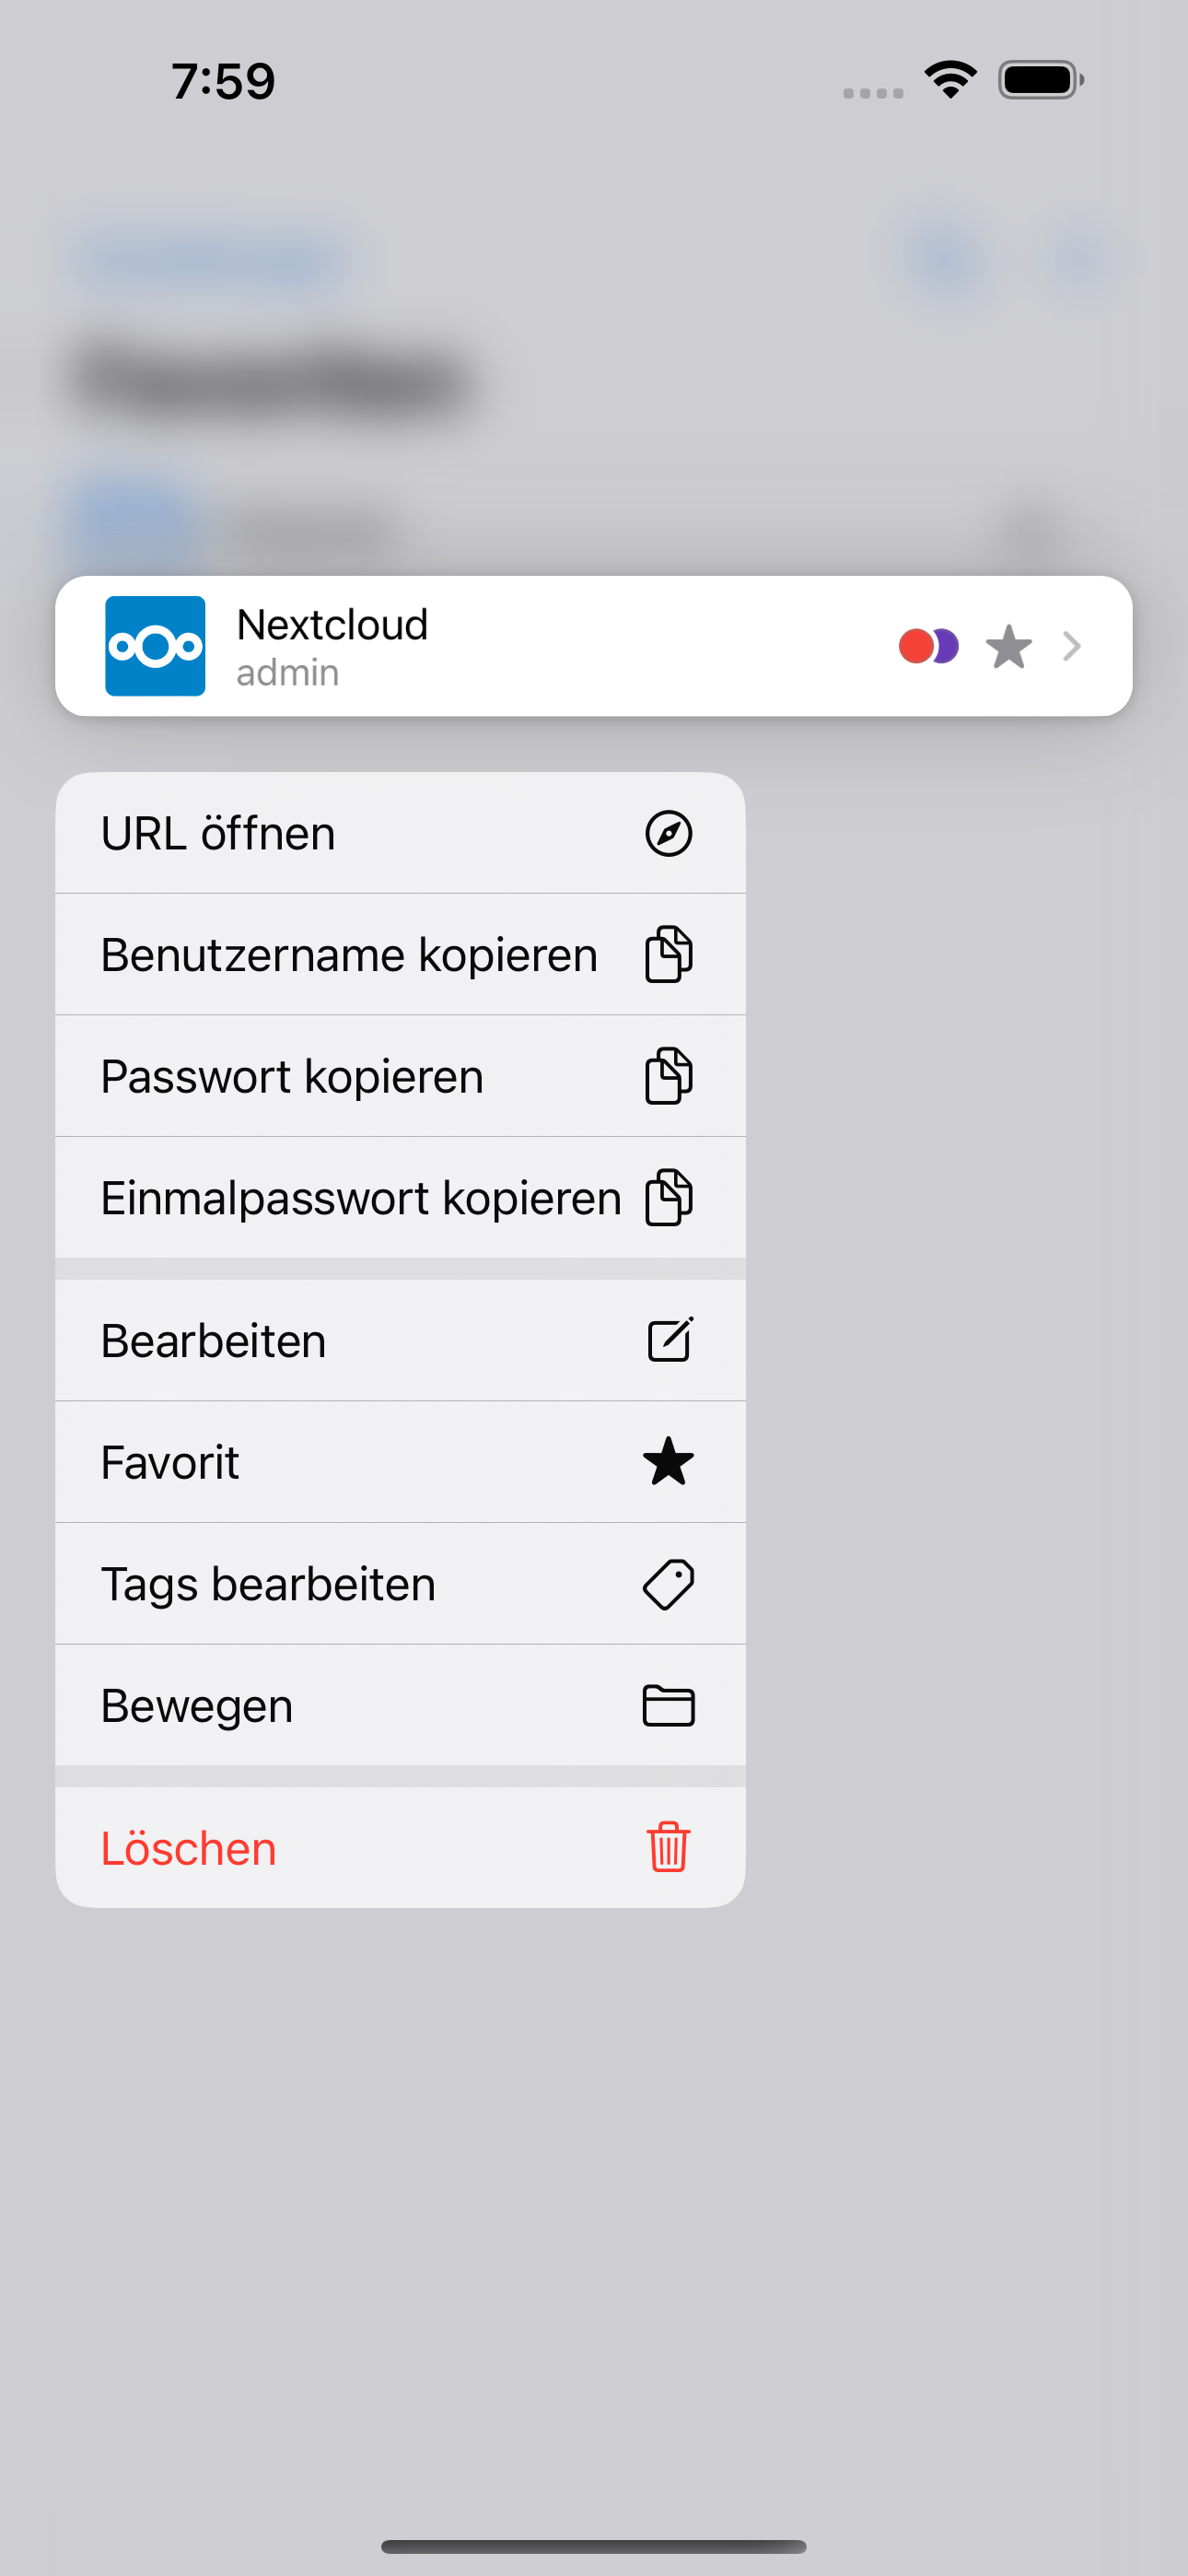 7:59
Nextcloud
admin
URL öffnen
Benutzername kopieren
Passwort kopieren
Einmalpasswort kopieren
Bearbeiten
Favorit
Tags bearbeiten
Bewegen
Löschen